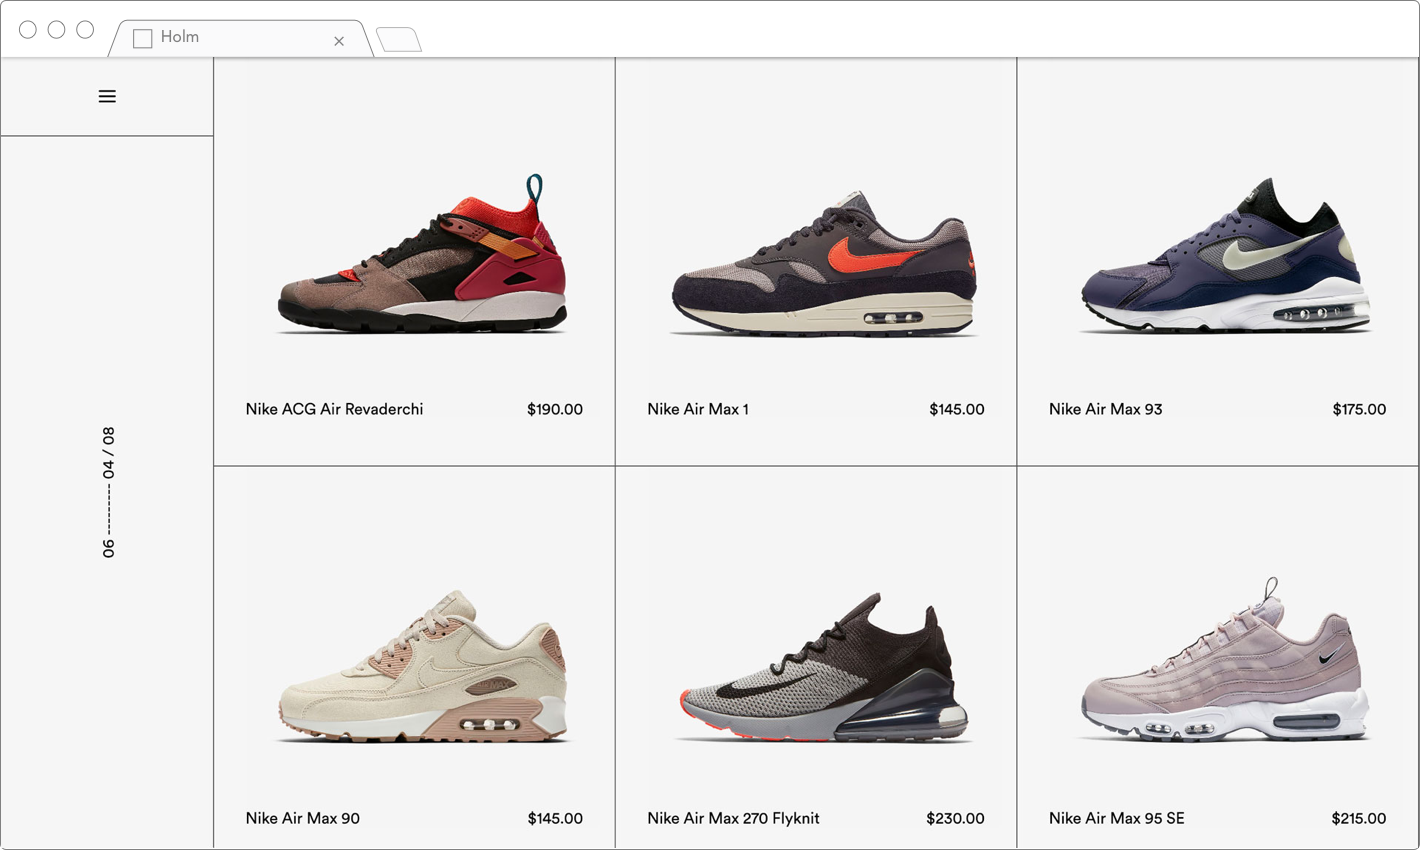 Holm
06 ---------- 04 / 08
Nike ACG Air Revaderchi $190.00
Nike Air Max 1 $145.00
Nike Air Max 93 $175.00
Nike Air Max 90 $145.00
Nike Air Max 270 Flyknit $230.00
Nike Air Max 95 SE $215.00